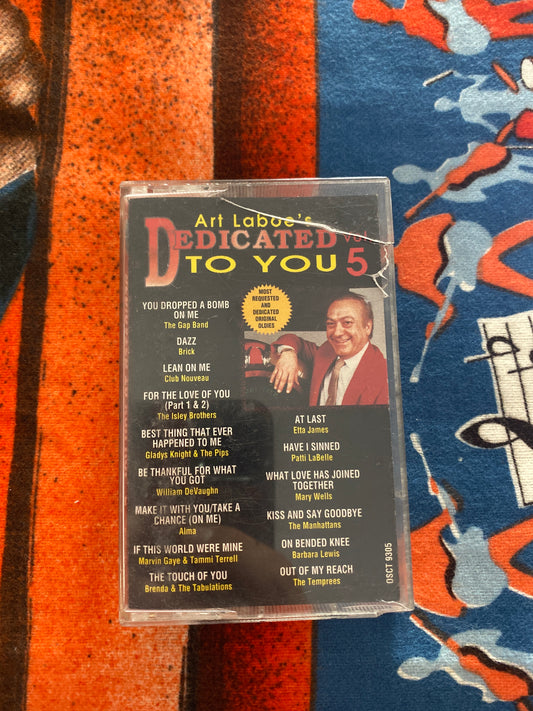 Art Laboe's
DEDICATED
TO YOU
Vol
5
MOST
REQUESTED
AND
DEDICATED
ORIGINAL
OLDIES
YOU DROPPED A BOMB
ON ME
The Gap Band
DAZZ
Brick
LEAN ON ME
Club Nouveau
FOR THE LOVE OF YOU
(Part 1 & 2)
The Isley Brothers
BEST THING THAT EVER
HAPPENED TO ME
Gladys Knight & The Pips
BE THANKFUL FOR WHAT
YOU GOT
William DeVaughn
MAKE IT WITH YOU/TAKE A
CHANCE (ON ME)
Alma
IF THIS WORLD WERE MINE
Marvin Gaye & Tammi Terrell
THE TOUCH OF YOU
Brenda & The Tabulations
AT LAST
Etta James
HAVE I SINNED
Patti LaBelle
WHAT LOVE HAS JOINED
TOGETHER
Mary Wells
KISS AND SAY GOODBYE
The Manhattans
ON BENDED KNEE
Barbara Lewis
OUT OF MY REACH
The Temprees
DSCT 9305